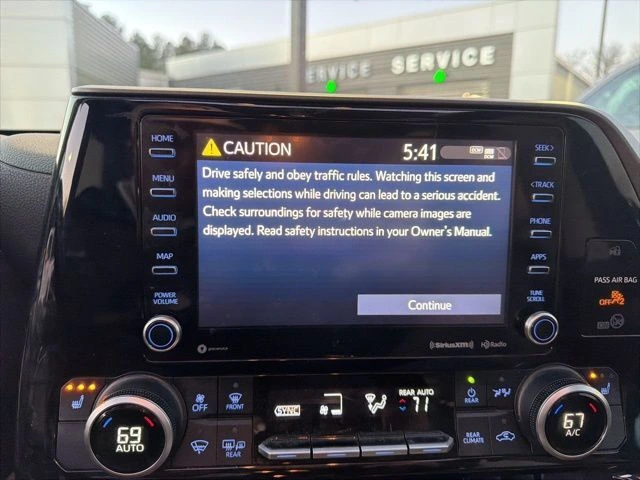 SERVICE
SERVICE
HOME
MENU
AUDIO
MAP
POWER
VOLUME
CAUTION
5:41
DCM
Drive safely and obey traffic rules. Watching this screen and
making selections while driving can lead to a serious accident.
Check surroundings for safety while camera images are
displayed. Read safety instructions in your Owner's Manual.
Continue
SEEK>
<TRACK
PHONE
APPS
TUNE
SCROLL
SiriusXM
HD Radio
PASS AIR BAG
OFF
2
69
AUTO
OFF
FRONT
REAR
SYNC
REAR AUTO
71
REAR
REAR
CLIMATE
67
A/C